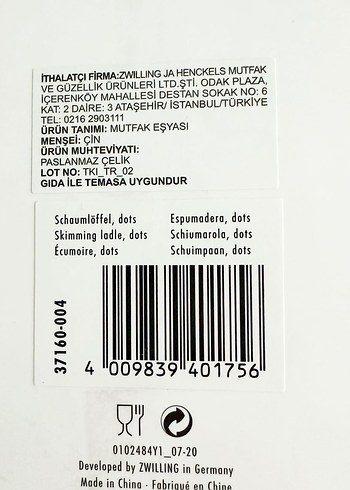 İTHALATÇI FİRMA:ZWILLING JA HENCKELS MUTFAK
VE GÜZELLİK ÜRÜNLERİ LTD.ŞTİ. ODAK PLAZA,
İÇERENKÖY MAHALLESİ DESTAN SOKAK NO: 6
KAT: 2 DAİRE: 3 ATAŞEHİR/ İSTANBUL/TÜRKİYE
TEL: 0216 2903111
ÜRÜN TANIMI: MUTFAK EŞYASI
MENŞEİ: ÇİN
ÜRÜN MUHTEVİYATI:
PASLANMAZ ÇELİK
LOT NO: TKI_TR_02
GIDA İLE TEMASA UYGUNDUR
Schaumlöffel, dots
Skimming ladle, dots
Écumoire, dots
Espumadera, dots
Schiumarola, dots
Schuimpaan, dots
37160-004
4 009839 401756
0102484Y1_07-20
Developed by ZWILLING in Germany
Made in China · Fabriqué en Chine